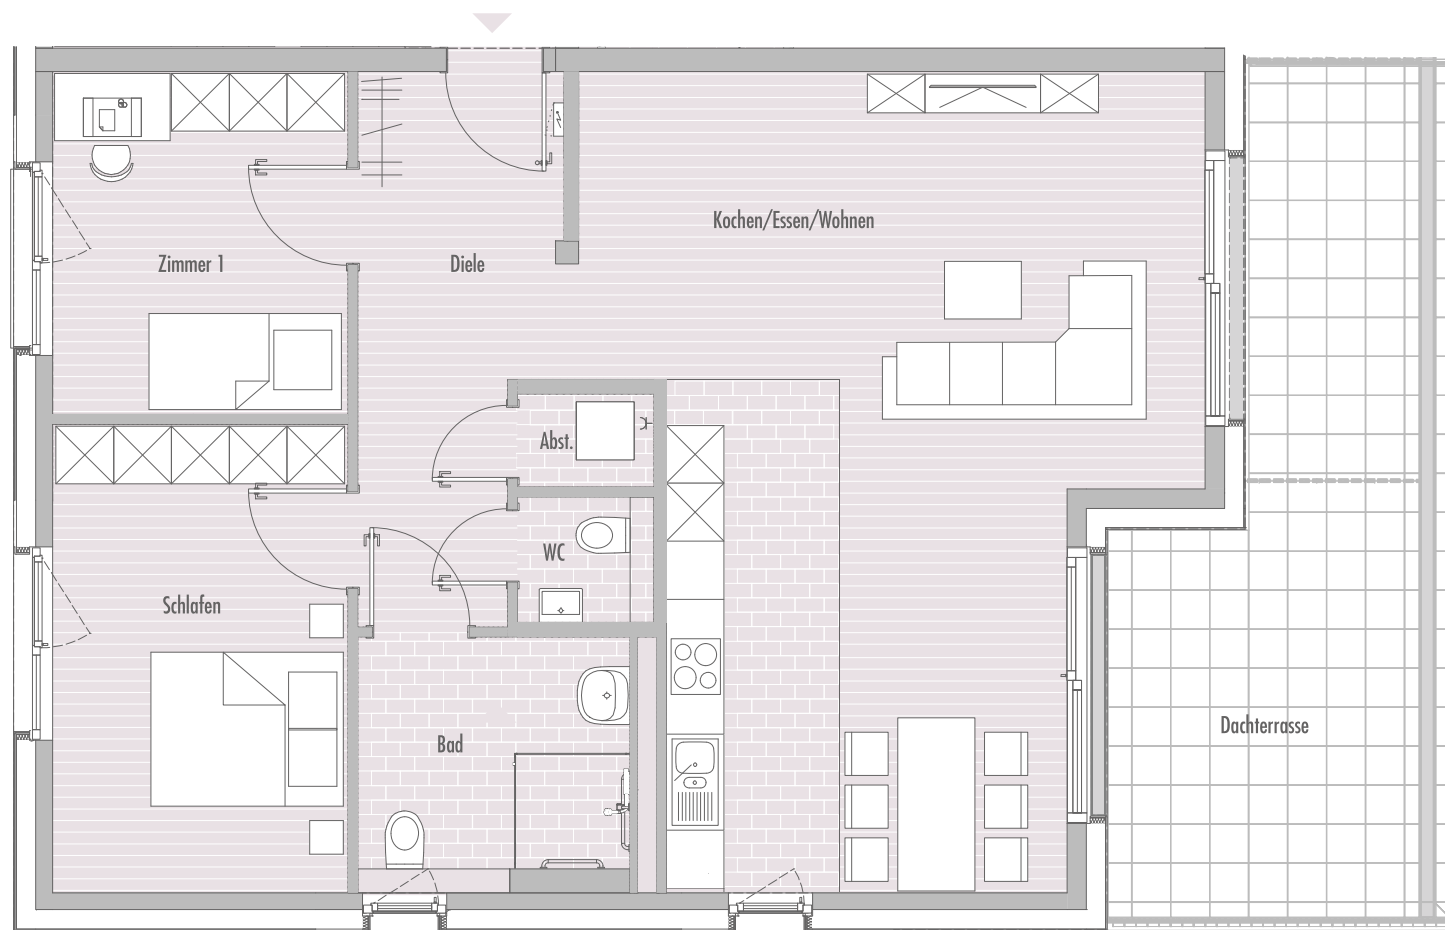 Kochen/Essen/Wohnen
Zimmer 1
Diele
Abst.
WC
Schlafen
Bad
Dachterrasse